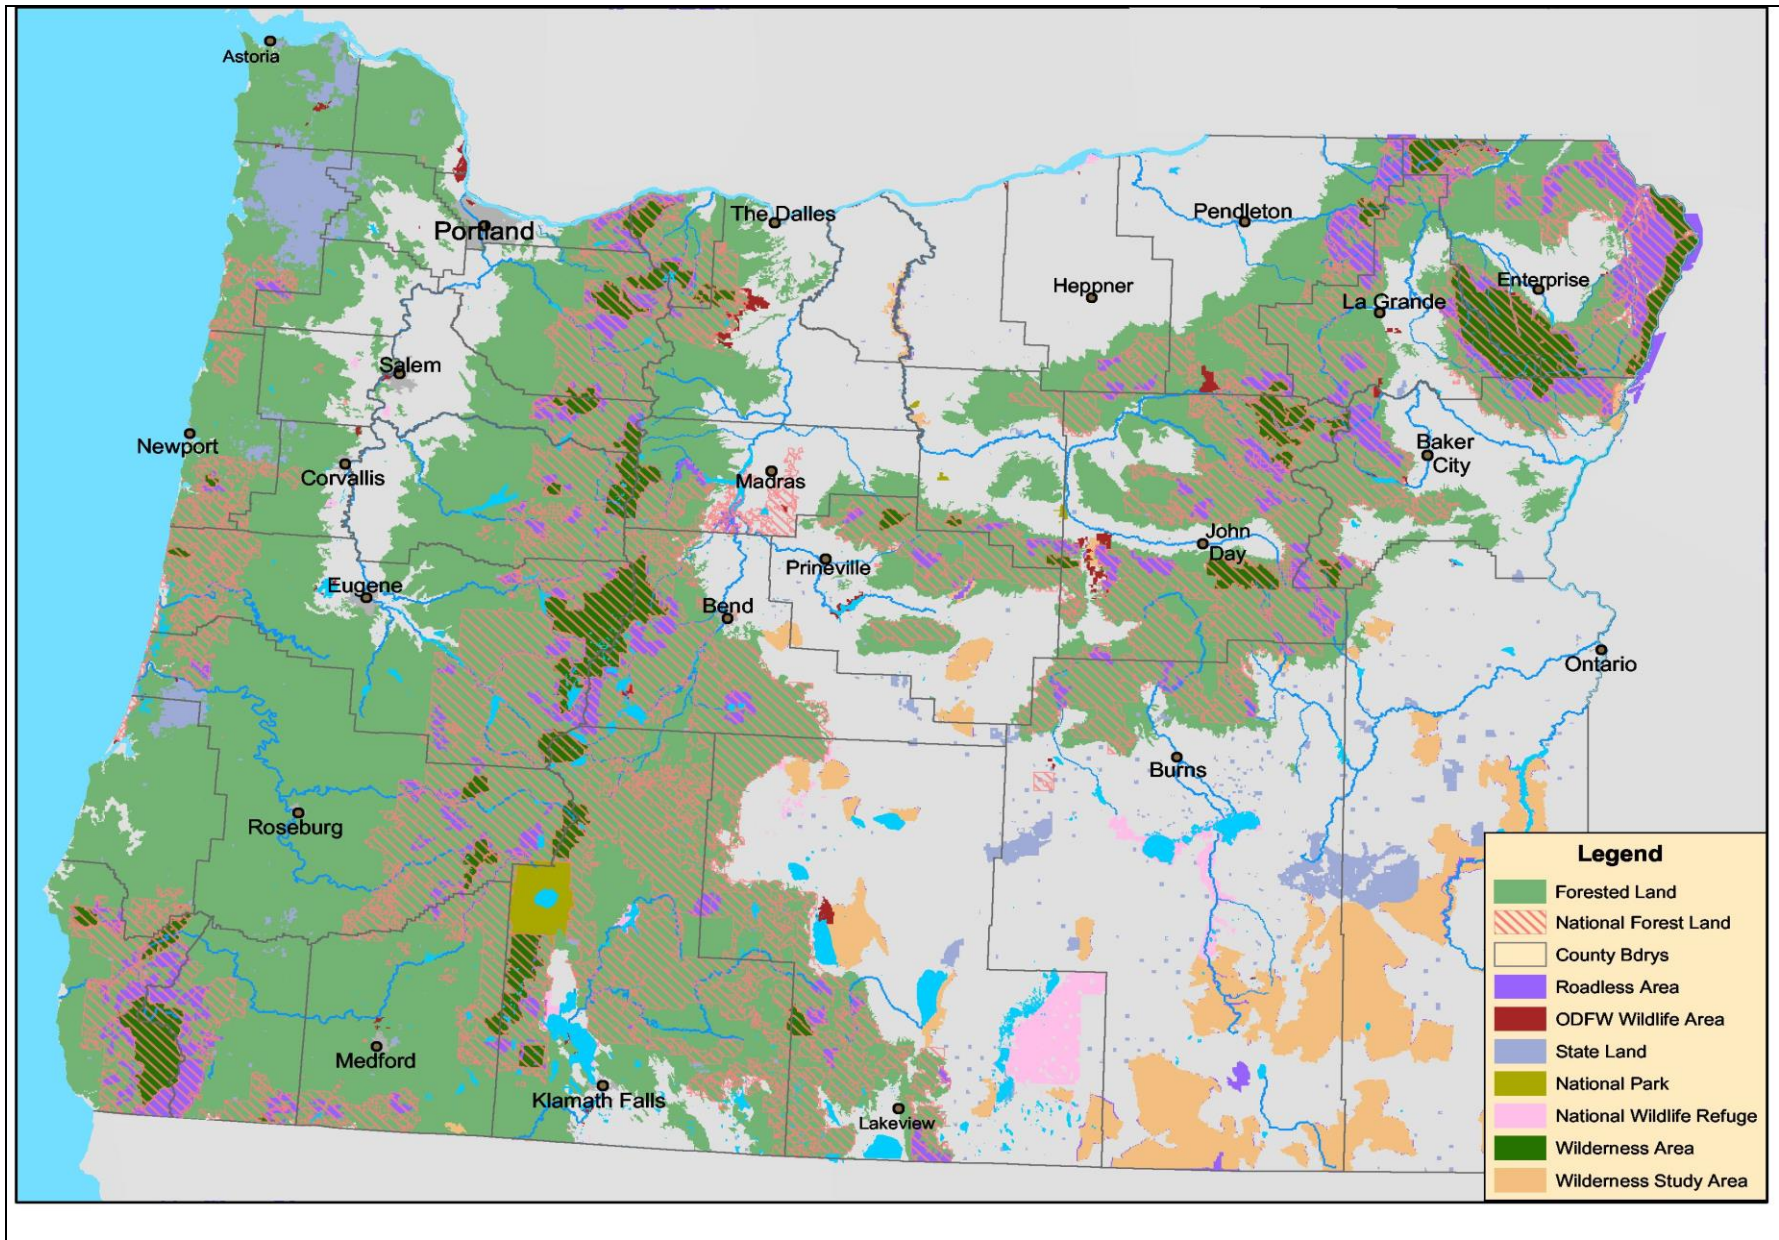 Astoria
Portland
The Dalles
Pendleton
Heppner
Enterprise
La Grande
Salem
Newport
Corvallis
Madras
Baker
City
John
Day
Prineville
Eugene
Bend
Ontario
Burns
Roseburg
Medford
Klamath Falls
Lakeview
Legend
Forested Land
National Forest Land
County Bdrys
Roadless Area
ODFW Wildlife Area
State Land
National Park
National Wildlife Refuge
Wilderness Area
Wilderness Study Area